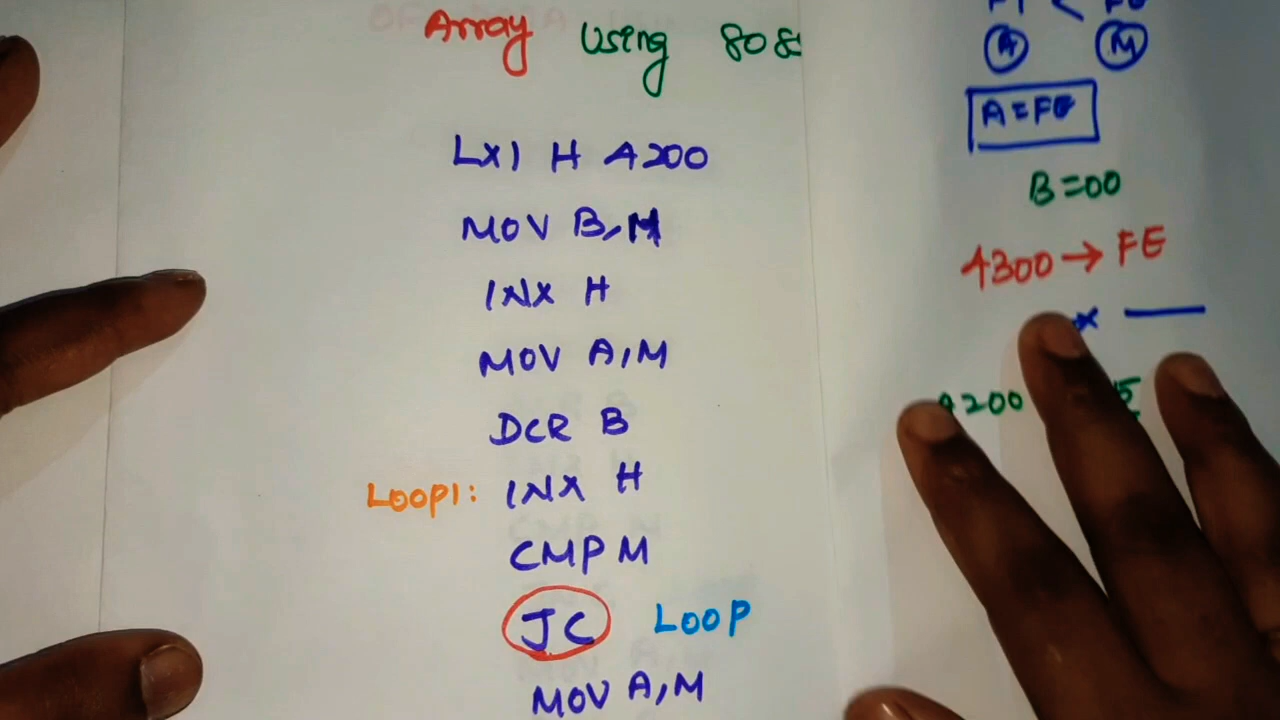 Array Using 808
LXI H 4200
MOV B,M
INX H
MOV A,M
DCR B
LOOP1: INX H
CMP M
JC LOOP
MOV A,M
A
M
A=FE
B=00
4300→FE
x
4200